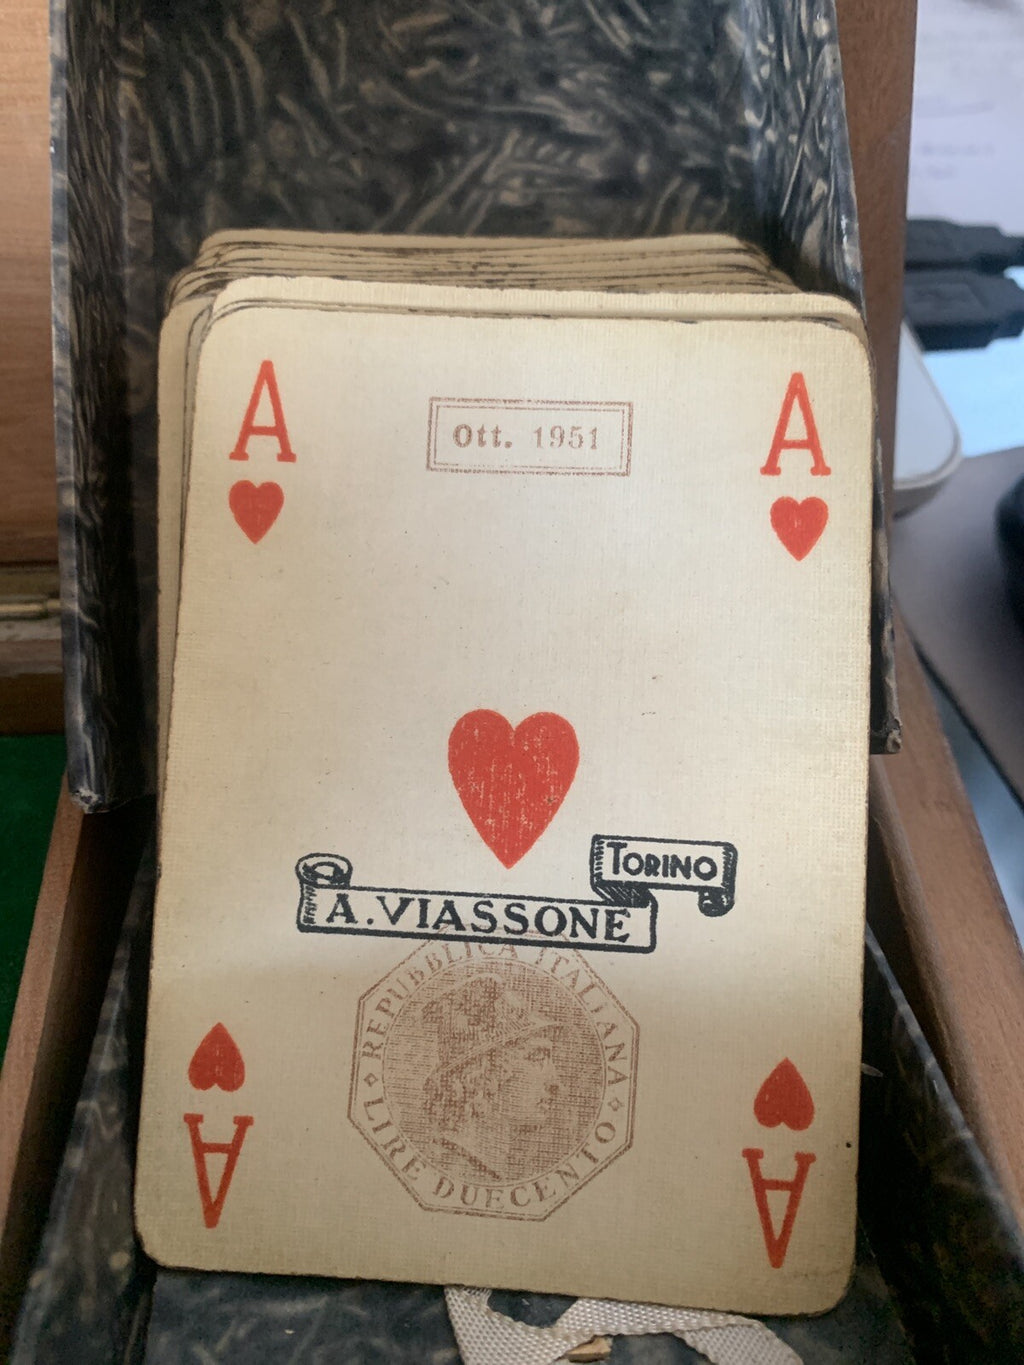 A A
Ott. 1951
TORINO
A. VIASSONE
REPUBBLICA ITALIANA
LIRE DUECENTO
A A